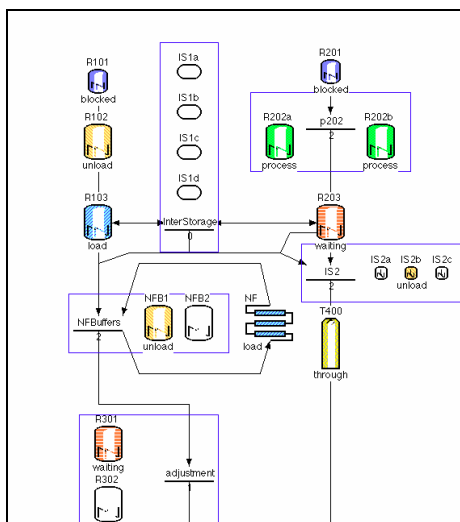 R101
blocked
R102
unload
R103
load
IS1a
IS1b
IS1c
IS1d
InterStorage
0
R201
blocked
R202a
process
p202
2
R202b
process
R203
waiting
IS2
2
IS2a
IS2b
unload
IS2c
NFBuffers
2
NFB1
unload
NFB2
NF
load
T400
through
R301
waiting
R302
adjustment
1